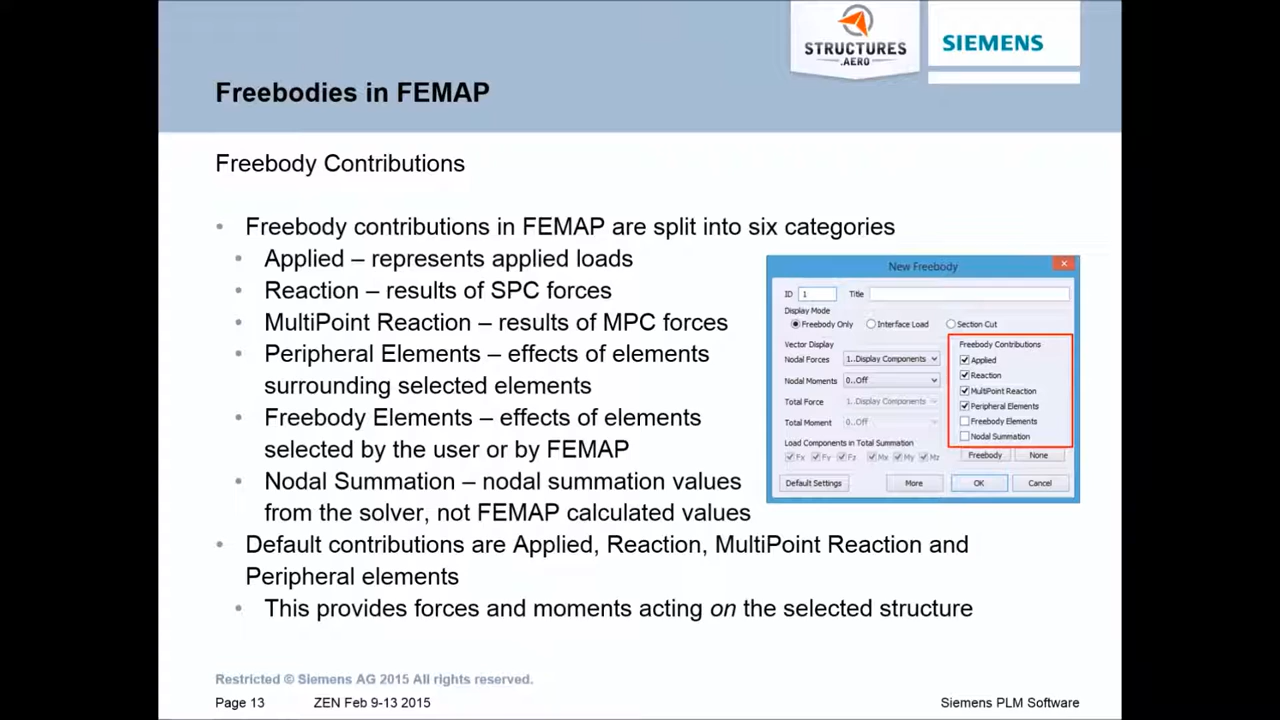 STRUCTURES
.AERO
SIEMENS
Freebodies in FEMAP
Freebody Contributions
• Freebody contributions in FEMAP are split into six categories
• Applied – represents applied loads
• Reaction – results of SPC forces
• MultiPoint Reaction – results of MPC forces
• Peripheral Elements – effects of elements
surrounding selected elements
• Freebody Elements – effects of elements
selected by the user or by FEMAP
• Nodal Summation – nodal summation values
from the solver, not FEMAP calculated values
• Default contributions are Applied, Reaction, MultiPoint Reaction and
Peripheral elements
• This provides forces and moments acting on the selected structure
New Freebody
ID 1 Title
Display Mode
Freebody Only Interface Load Section Cut
Vector Display
Nodal Forces 1..Display Components
Nodal Moments 0..Off
Total Force 1..Display Components
Total Moment 0..Off
Freebody Contributions
Applied
Reaction
MultiPoint Reaction
Peripheral Elements
Freebody Elements
Nodal Summation
Load Components in Total Summation
Fx Fy Fz Mx My Mz
Freebody None
Default Settings More OK Cancel
Restricted © Siemens AG 2015 All rights reserved.
Page 13 ZEN Feb 9-13 2015 Siemens PLM Software